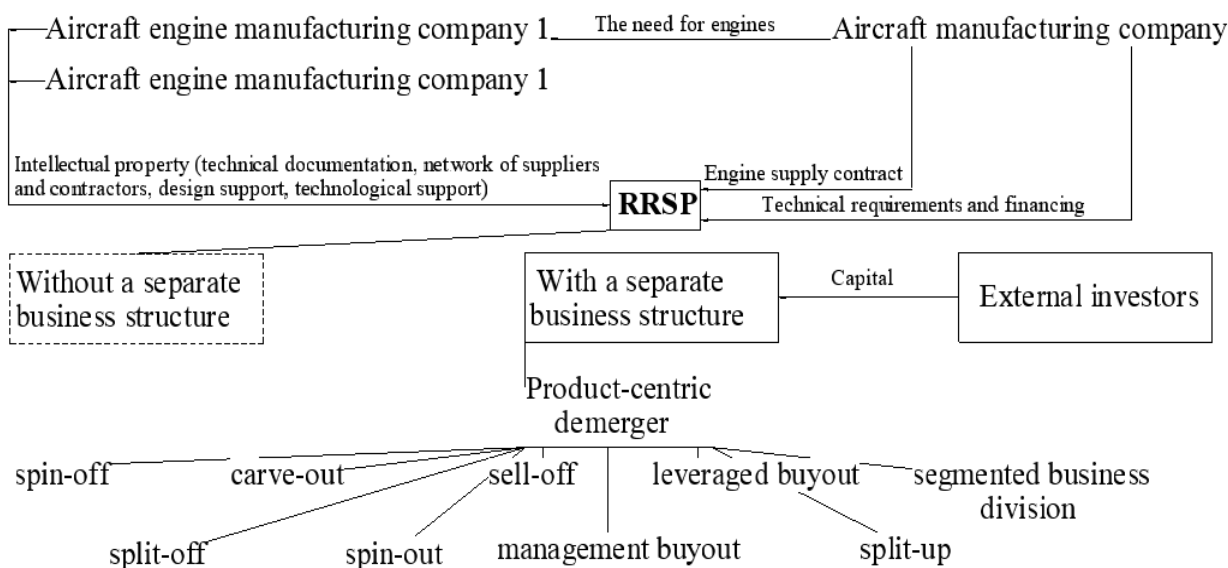 Aircraft engine manufacturing company 1
The need for engines
Aircraft manufacturing company
Aircraft engine manufacturing company 1
Intellectual property (technical documentation, network of suppliers
and contractors, design support, technological support)
Engine supply contract
RRSP
Technical requirements and financing
Without a separate
business structure
With a separate
business structure
Capital
External investors
Product-centric
demerger
spin-off
carve-out
sell-off
leveraged buyout
segmented business
division
split-off
spin-out
management buyout
split-up